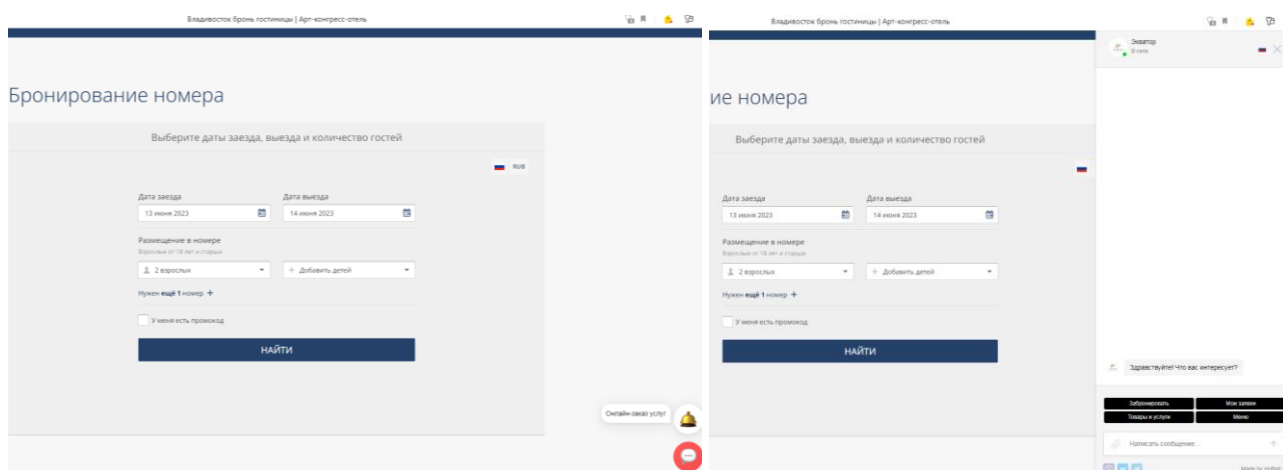 Владивосток бронь гостиницы | Арт-конгресс-отель
Бронирование номера
Выберите даты заезда, выезда и количество гостей
RUB
Дата заезда
Дата выезда
13 июня 2023
14 июня 2023
Размещение в номере
Взрослые от 18 лет и старше
2 взрослых
Добавить детей
Нужен ещё 1 номер +
У меня есть промокод
НАЙТИ
Онлайн-заказ услуг
Владивосток бронь гостиницы | Арт-конгресс-отель
ие номера
Выберите даты заезда, выезда и количество гостей
Дата заезда
Дата выезда
13 июня 2023
14 июня 2023
Размещение в номере
Взрослые от 18 лет и старше
2 взрослых
Добавить детей
Нужен ещё 1 номер +
У меня есть промокод
НАЙТИ
Экватор
В сети
Здравствуйте! Что вас интересует?
Забронировать
Мои заявки
Товары и услуги
Меню
Написать сообщение...